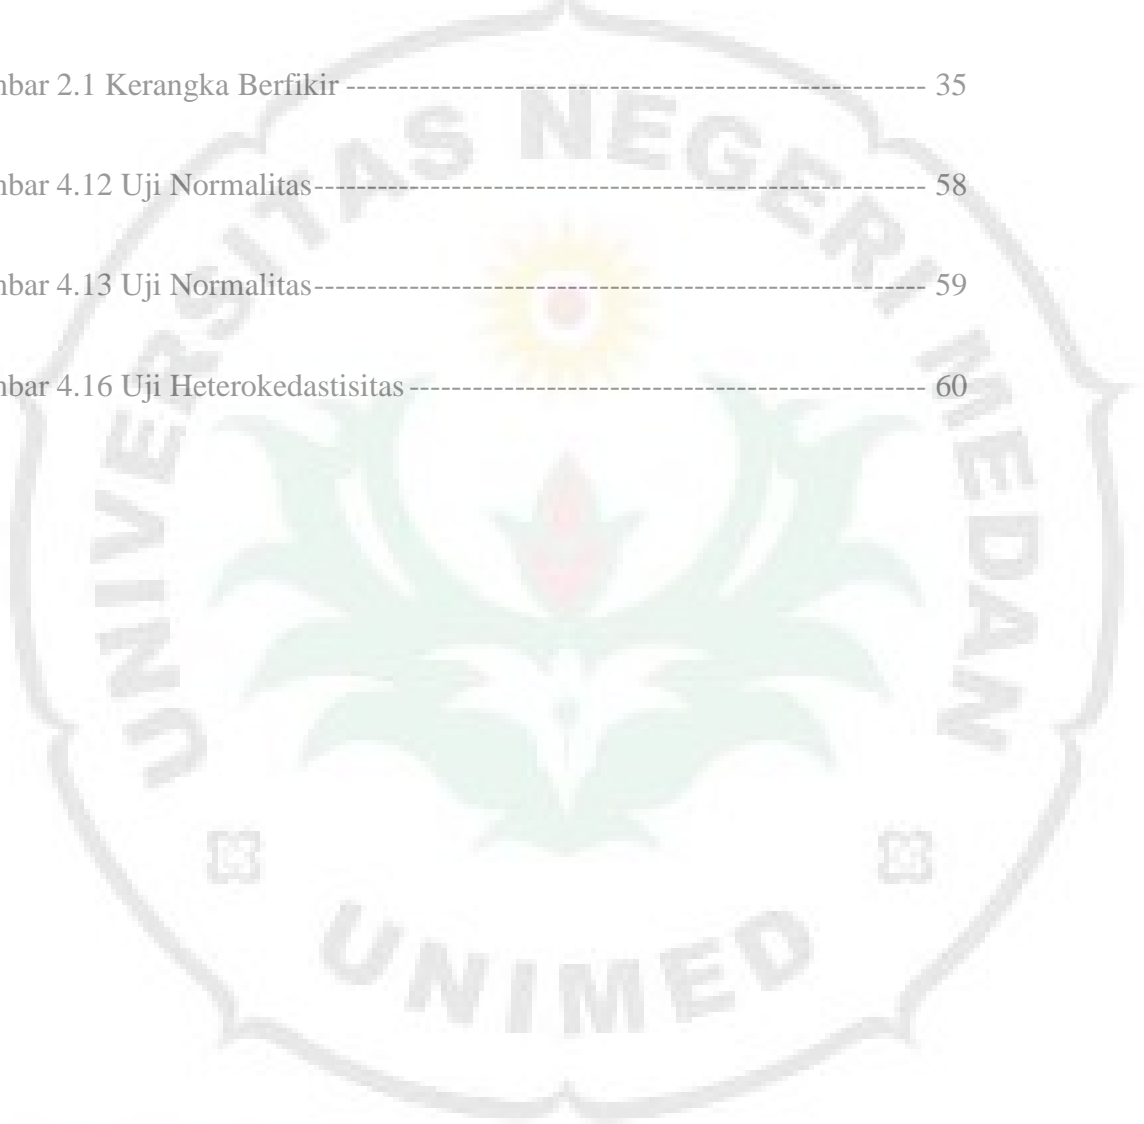 mbar 2.1 Kerangka Berfikir ------------------------------------------------------- 35
mbar 4.12 Uji Normalitas---------------------------------------------------------- 58
mbar 4.13 Uji Normalitas---------------------------------------------------------- 59
mbar 4.16 Uji Heterokedastisitas ------------------------------------------------- 60
UNIVERSITAS NEGERI MEDAN
UNIMED